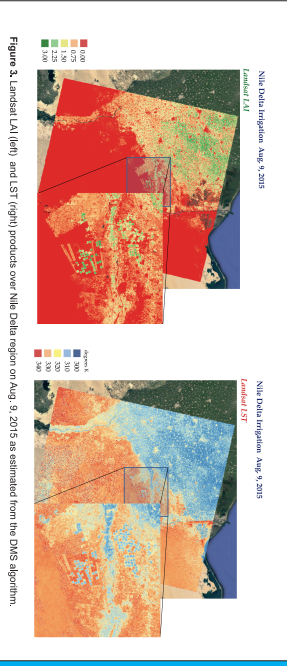 Nile Delta Irrigation Aug. 9, 2015
Landsat LAI
0.00
0.75
1.50
2.25
3.00
Nile Delta Irrigation Aug. 9, 2015
Landsat LST
degrees K
300
310
320
330
340
Figure 3. Landsat LAI (left) and LST (right) products over Nile Delta region on Aug. 9, 2015 as estimated from the DMS algorithm.